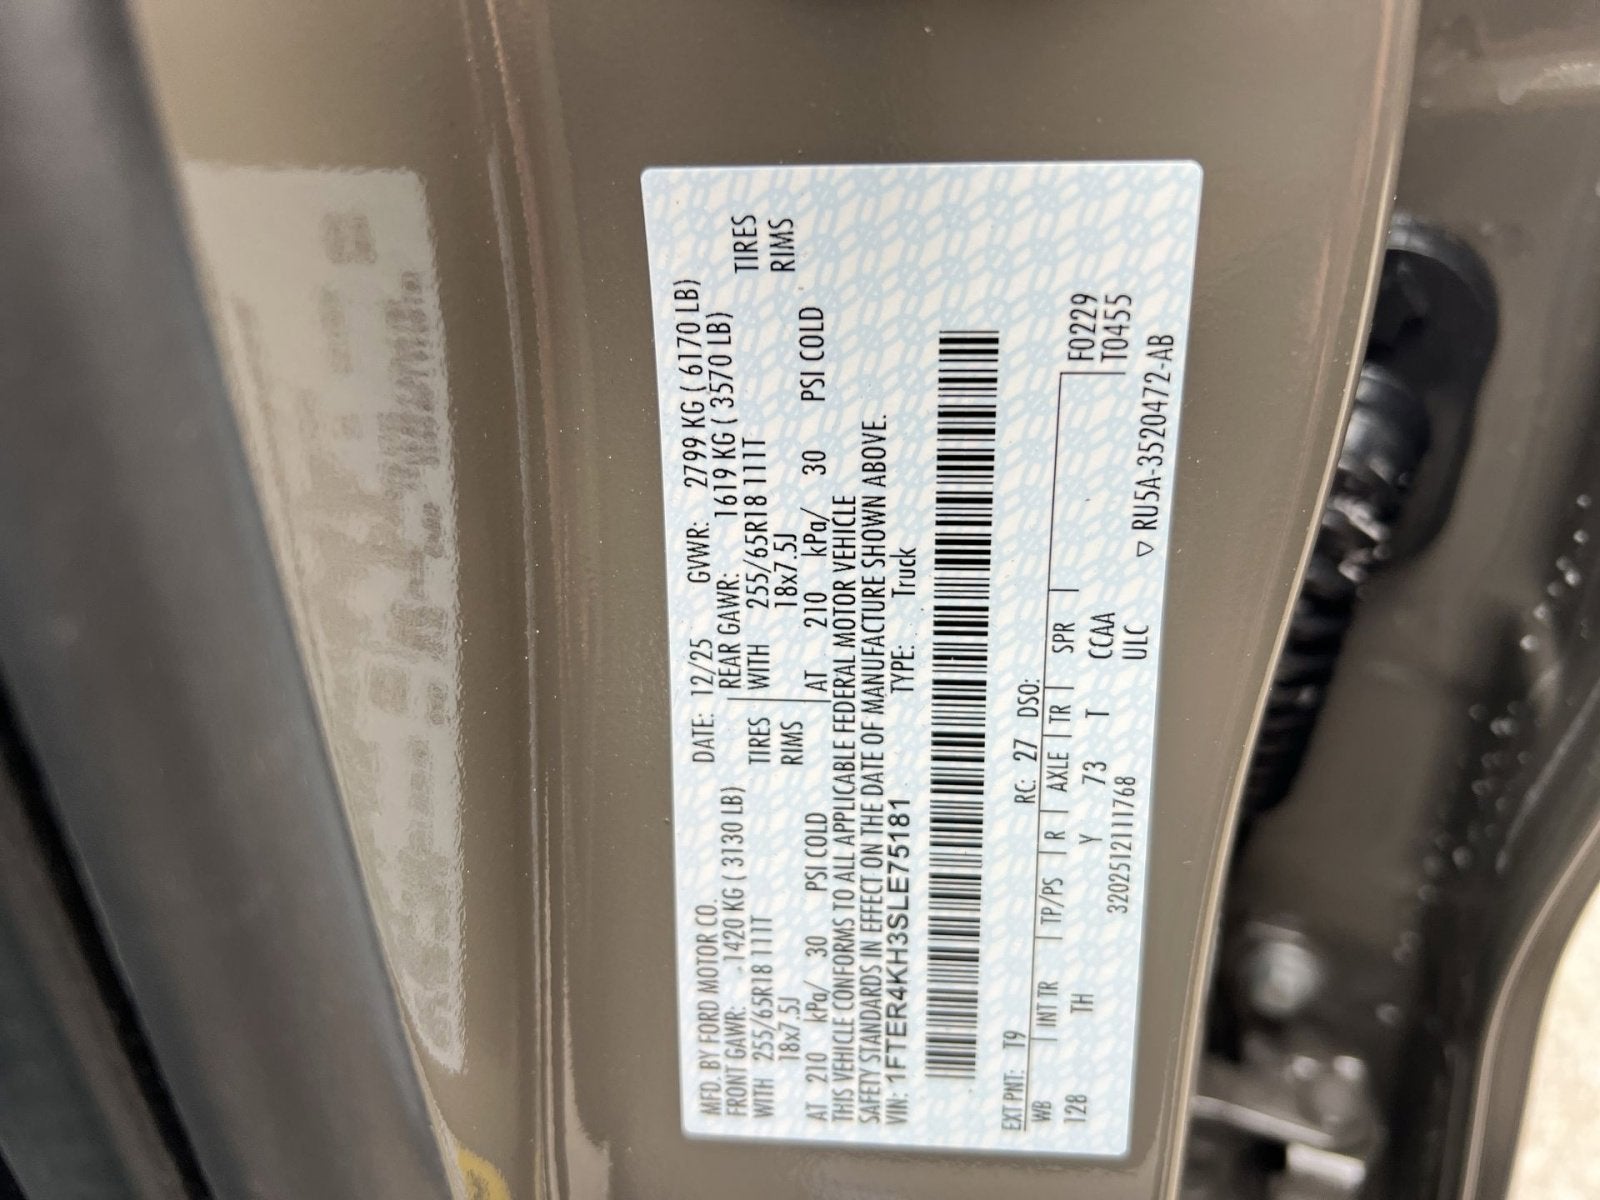 MFD. BY FORD MOTOR CO.
DATE: 12/25 GVWR: 2799 KG ( 6170 LB)
FRONT GAWR: 1420 KG ( 3130 LB) REAR GAWR: 1619 KG ( 3570 LB)
WITH 255/65R18 111T TIRES WITH 255/65R18 111T TIRES
18x7.5J RIMS 18x7.5J RIMS
AT 210 kPa/ 30 PSI COLD AT 210 kPa/ 30 PSI COLD
THIS VEHICLE CONFORMS TO ALL APPLICABLE FEDERAL MOTOR VEHICLE
SAFETY STANDARDS IN EFFECT ON THE DATE OF MANUFACTURE SHOWN ABOVE.
VIN: 1FTER4KH3SLE75181 TYPE: Truck
EXT PNT: T9 RC: 27 DSO:
WB INT TR TP/PS R AXLE TR SPR F0229
128 TH Y 73 T CCAA T0455
3202512111768 ULC ▽ RU5A-3520472-AB